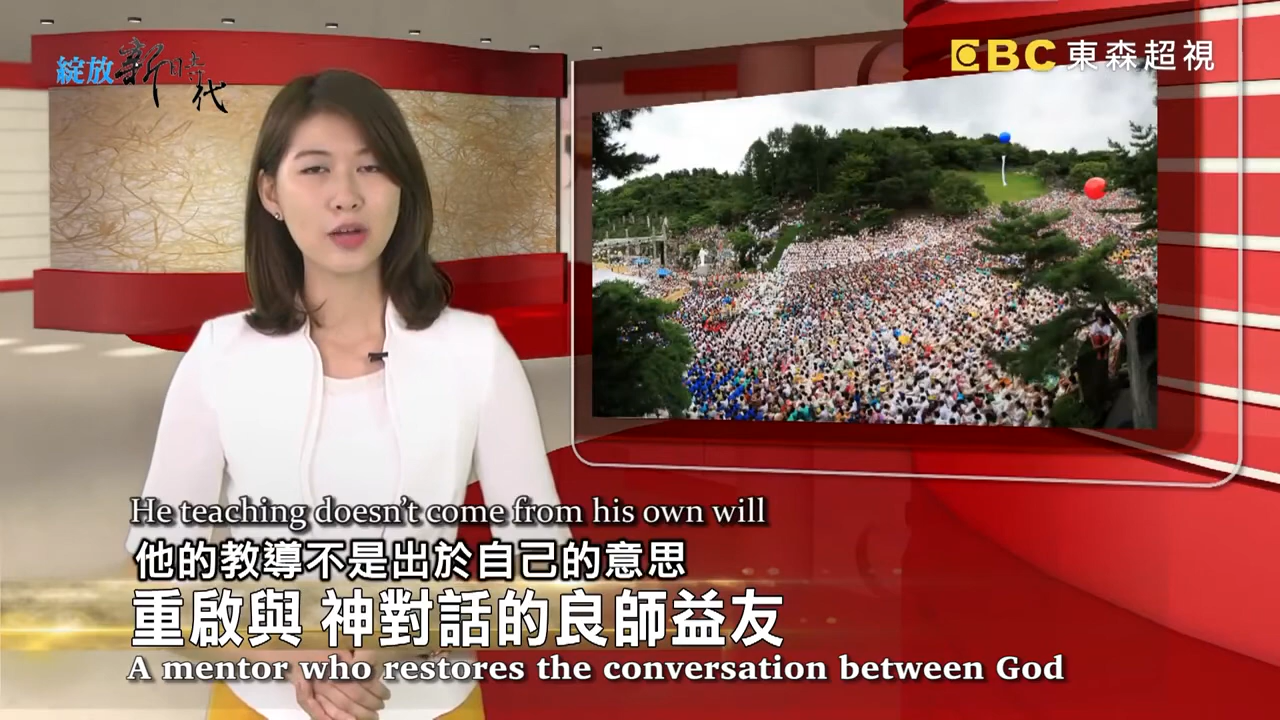 綻放新時代
EBC 東森超視
He teaching doesn't come from his own will
他的教導不是出於自己的意思
重啟與 神對話的良師益友
A mentor who restores the conversation between God